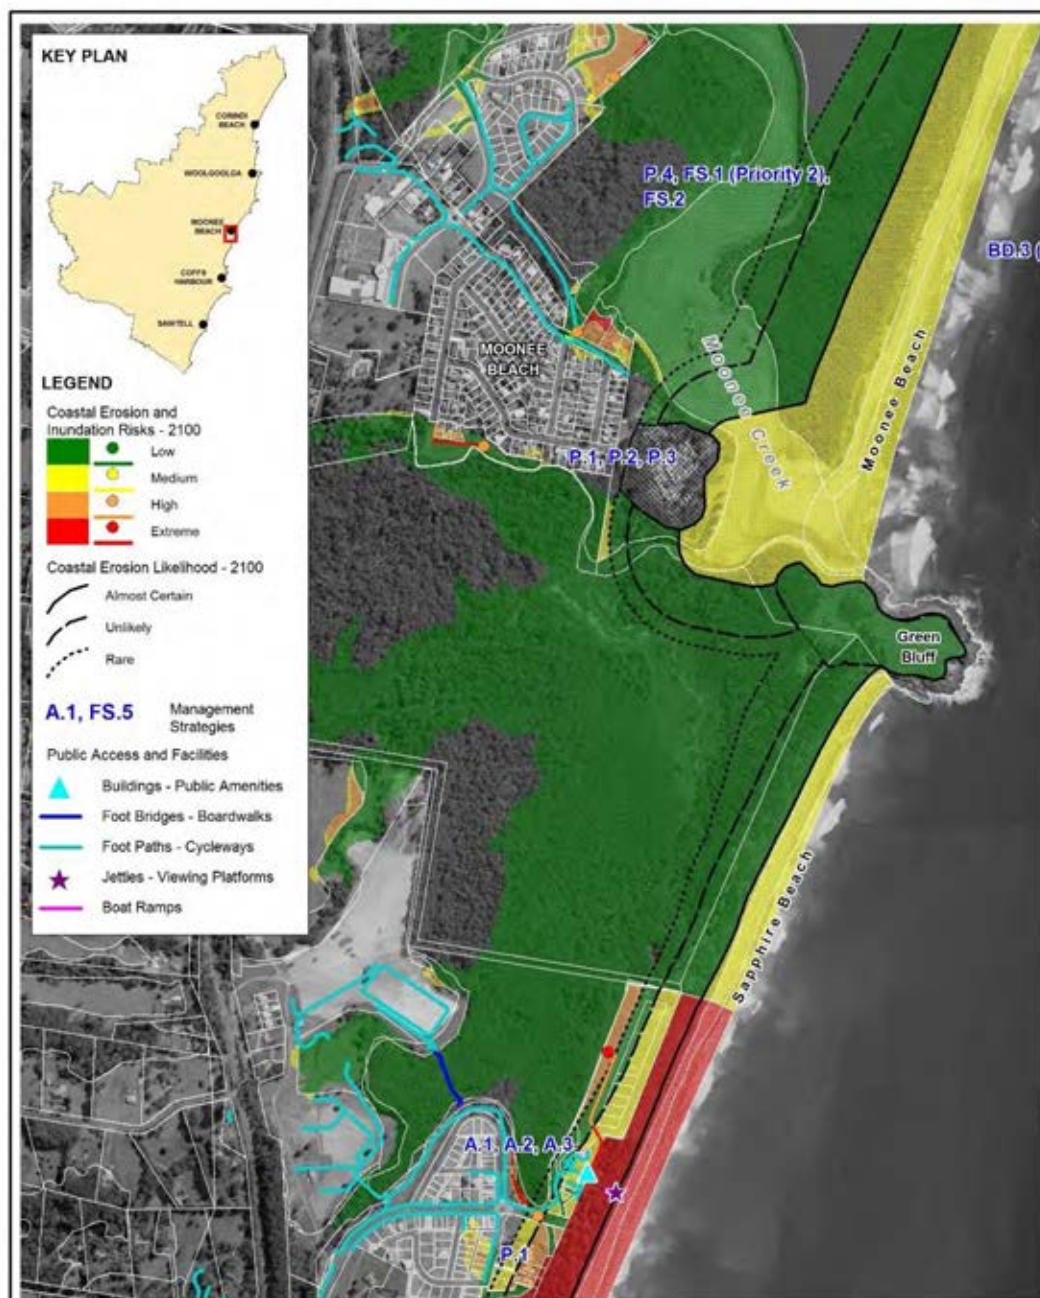 KEY PLAN
CORINDI
BEACH
WOOLGOOLGA
MOONEE
BEACH
COFFS
HARBOUR
SAWTELL
LEGEND
Coastal Erosion and
Inundation Risks - 2100
Low
Medium
High
Extreme
Coastal Erosion Likelihood - 2100
Almost Certain
Unlikely
Rare
A.1, FS.5 Management
Strategies
Public Access and Facilities
Buildings - Public Amenities
Foot Bridges - Boardwalks
Foot Paths - Cycleways
Jetties - Viewing Platforms
Boat Ramps
P.4, FS.1 (Priority 2),
FS.2
BD.3 (
MOONEE
BEACH
Moonee Creek
Moonee Beach
P.1, P.2, P.3
Green
Bluff
Sapphire Beach
A.1, A.2, A.3
P.1